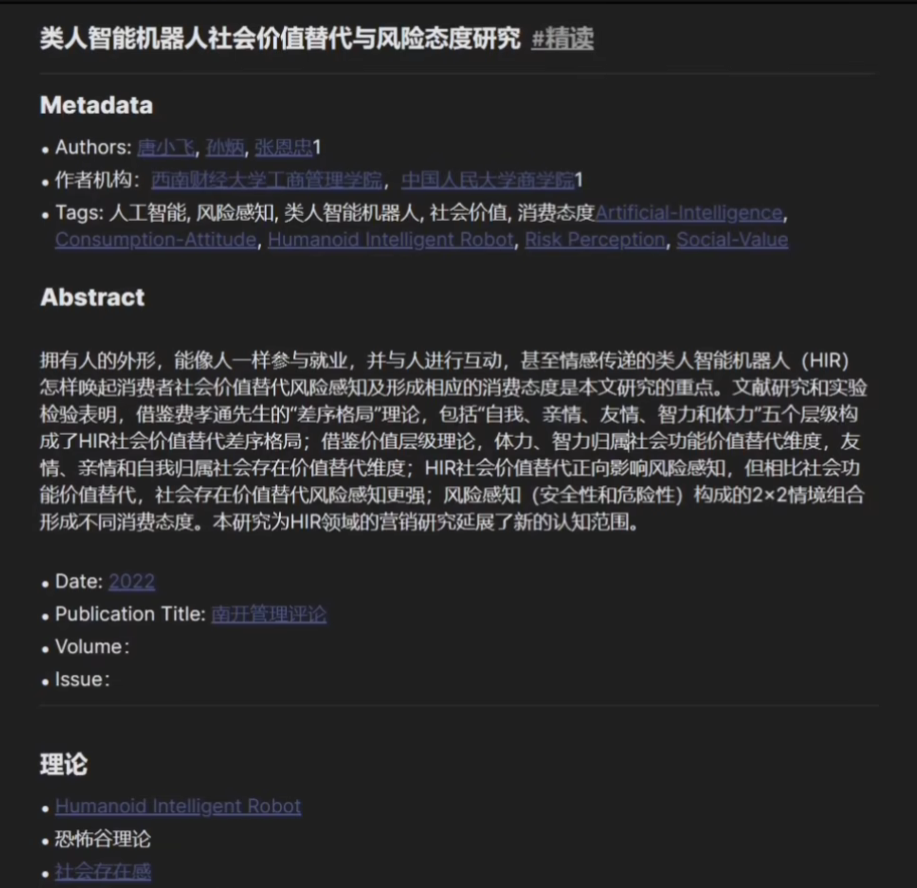 类人智能机器人社会价值替代与风险态度研究 #精读
Metadata
• Authors: 唐小飞, 孙炳, 张恩忠1
• 作者机构: 西南财经大学工商管理学院, 中国人民大学商学院1
• Tags: 人工智能, 风险感知, 类人智能机器人, 社会价值, 消费态度Artificial-Intelligence,
Consumption-Attitude, Humanoid Intelligent Robot, Risk Perception, Social-Value
Abstract
拥有人的外形，能像人一样参与就业，并与人进行互动，甚至情感传递的类人智能机器人（HIR）
怎样唤起消费者社会价值替代风险感知及形成相应的消费态度是本文研究的重点。文献研究和实验
检验表明，借鉴费孝通先生的“差序格局”理论，包括“自我、亲情、友情、智力和体力”五个层级构
成了HIR社会价值替代差序格局；借鉴价值层级理论，体力、智力归属社会功能价值替代维度，友
情、亲情和自我归属社会存在价值替代维度；HIR社会价值替代正向影响风险感知，但相比社会功
能价值替代，社会存在价值替代风险感知更强；风险感知（安全性和危险性）构成的2×2情境组合
形成不同消费态度。本研究为HIR领域的营销研究延展了新的认知范围。
• Date: 2022
• Publication Title: 南开管理评论
• Volume:
• Issue:
理论
• Humanoid Intelligent Robot
• 恐怖谷理论
• 社会存在感